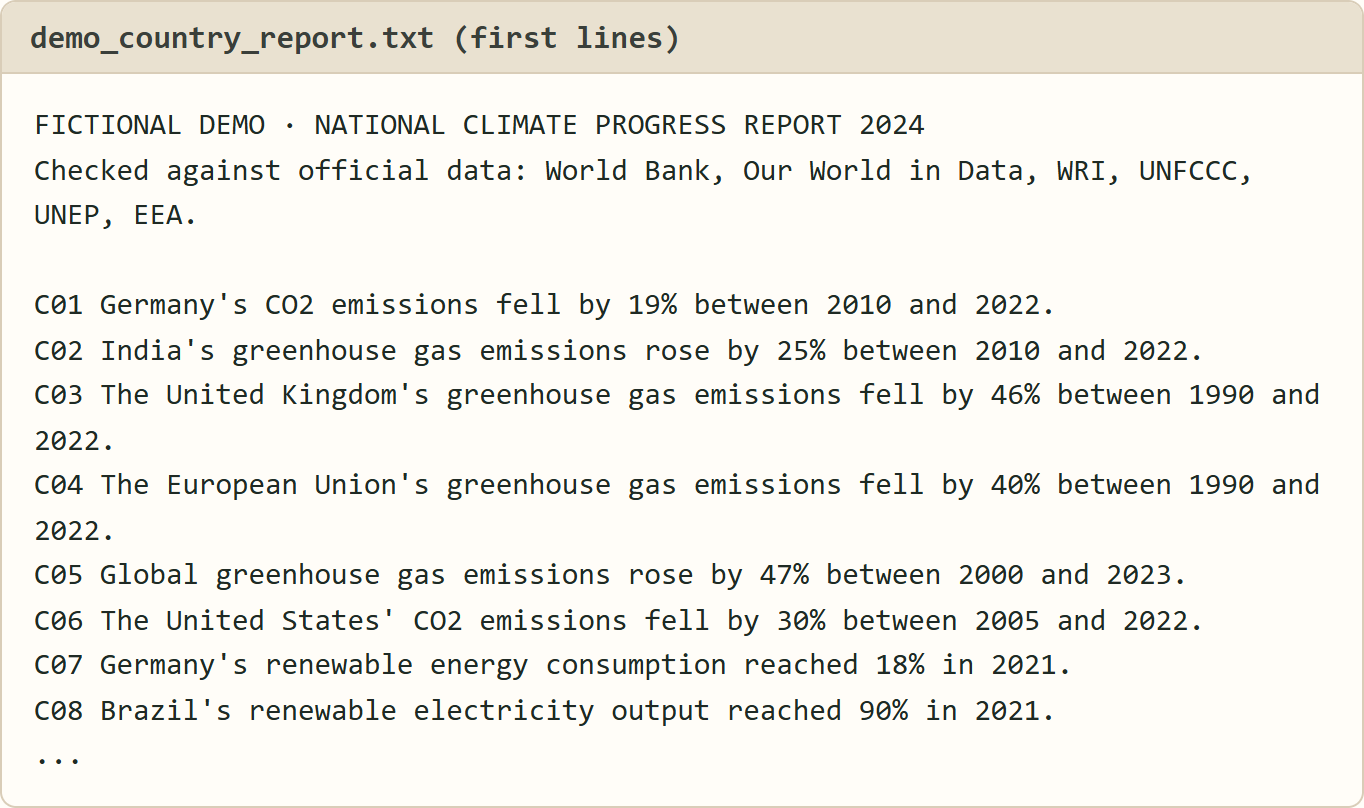 demo_country_report.txt (first lines)
FICTIONAL DEMO · NATIONAL CLIMATE PROGRESS REPORT 2024
Checked against official data: World Bank, Our World in Data, WRI, UNFCCC,
UNEP, EEA.
C01 Germany's CO2 emissions fell by 19% between 2010 and 2022.
C02 India's greenhouse gas emissions rose by 25% between 2010 and 2022.
C03 The United Kingdom's greenhouse gas emissions fell by 46% between 1990 and
2022.
C04 The European Union's greenhouse gas emissions fell by 40% between 1990 and
2022.
C05 Global greenhouse gas emissions rose by 47% between 2000 and 2023.
C06 The United States' CO2 emissions fell by 30% between 2005 and 2022.
C07 Germany's renewable energy consumption reached 18% in 2021.
C08 Brazil's renewable electricity output reached 90% in 2021.
...